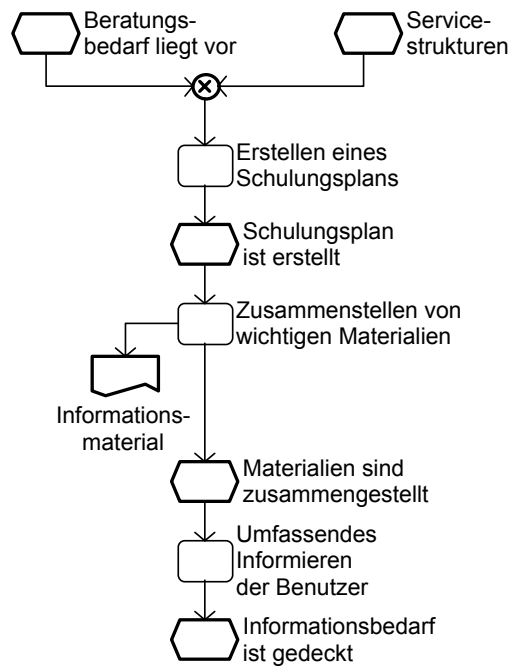 Beratungs-
bedarf liegt vor
Service-
strukturen
Erstellen eines
Schulungsplans
Schulungsplan
ist erstellt
Zusammenstellen von
wichtigen Materialien
Informations-
material
Materialien sind
zusammengestellt
Umfassendes
Informieren
der Benutzer
Informationsbedarf
ist gedeckt